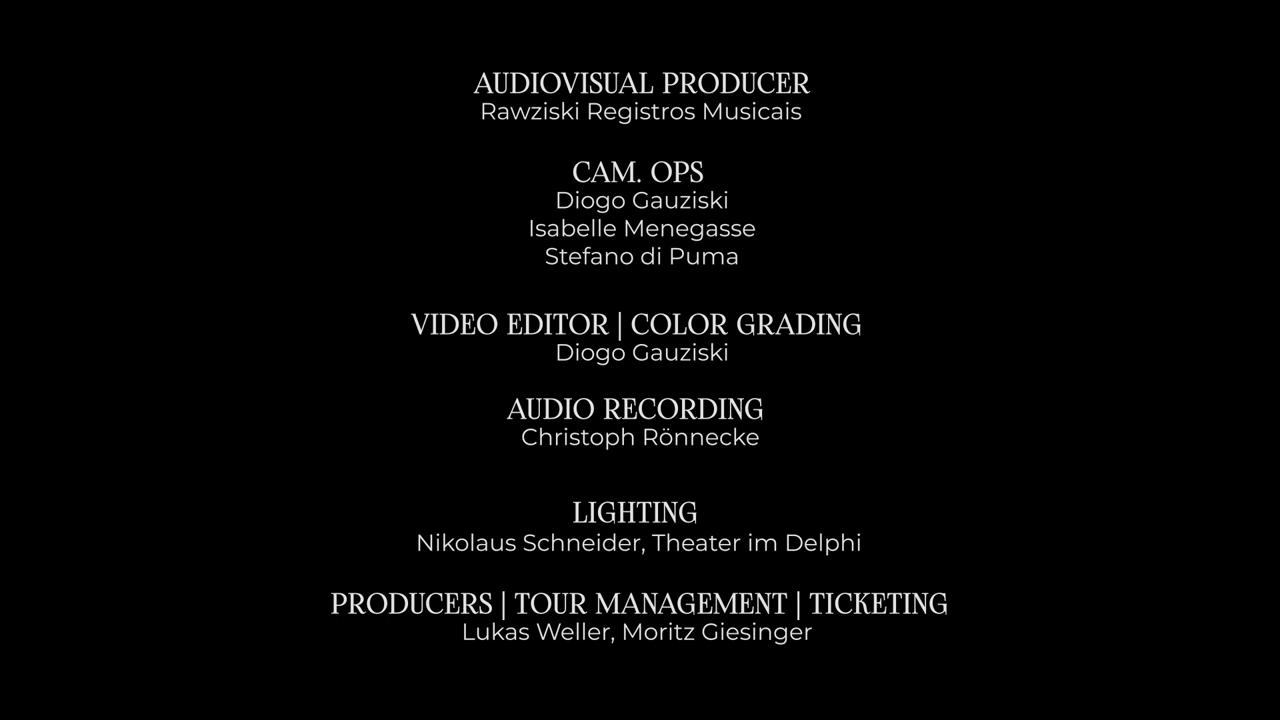 AUDIOVISUAL PRODUCER
Rawziski Registros Musicais
CAM. OPS
Diogo Gauziski
Isabelle Menegasse
Stefano di Puma
VIDEO EDITOR | COLOR GRADING
Diogo Gauziski
AUDIO RECORDING
Christoph Rönnecke
LIGHTING
Nikolaus Schneider, Theater im Delphi
PRODUCERS | TOUR MANAGEMENT | TICKETING
Lukas Weller, Moritz Giesinger